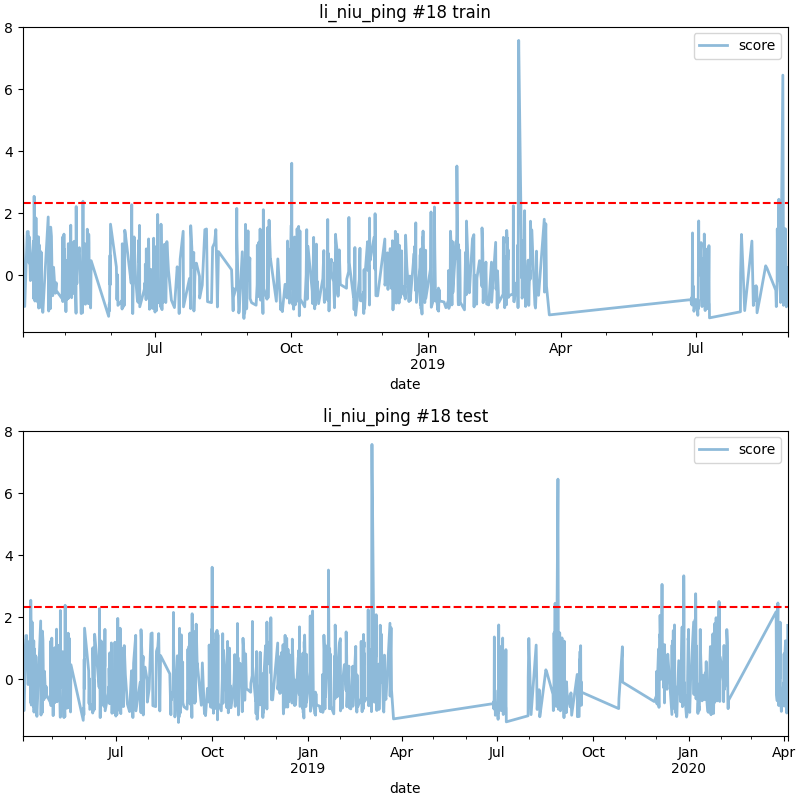 li_niu_ping #18 train
8
score
6
4
2
0
Jul Oct Jan Apr Jul
2019
date
li_niu_ping #18 test
8
score
6
4
2
0
Jul Oct Jan Apr Jul Oct Jan Apr
2019 2020
date